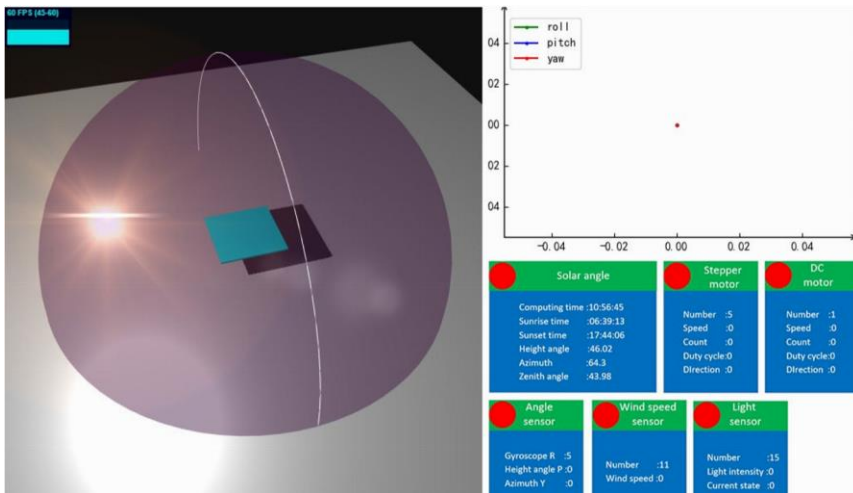 60 FPS (43-60)
roll
pitch
yaw
04
02
00
02
04
-0.04 -0.02 0.00 0.02 0.04
Solar angle
Computing time :10:56:45
Sunrise time :06:39:13
Sunset time :17:44:06
Height angle :46.02
Azimuth :64.3
Zenith angle :43.98
Stepper
motor
Number :5
Speed :0
Count :0
Duty cycle:0
DIrection :0
DC
motor
Number :1
Speed :0
Count :0
Duty cycle:0
DIrection :0
Angle
sensor
Gyroscope R :5
Height angle P :0
Azimuth Y :0
Wind speed
sensor
Number :11
Wind speed :0
Light
sensor
Number :15
Light intensity :0
Current state :0